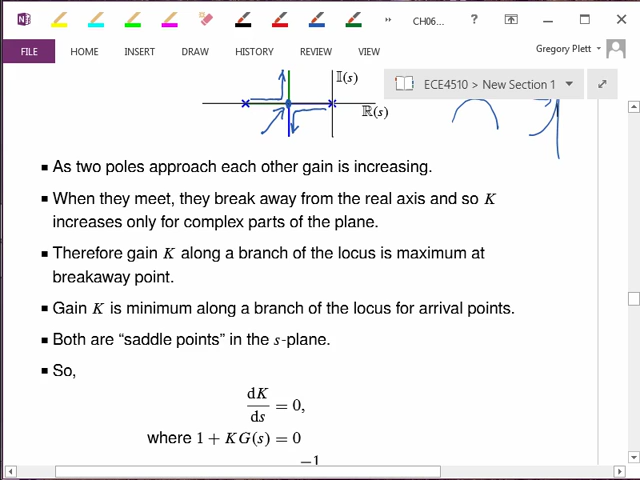 CH06...
?
FILE
HOME
INSERT
DRAW
HISTORY
REVIEW
VIEW
Gregory Plett
ECE4510 > New Section 1
𝕀(s)
ℝ(s)
■ As two poles approach each other gain is increasing.
■ When they meet, they break away from the real axis and so K
increases only for complex parts of the plane.
■ Therefore gain K along a branch of the locus is maximum at
breakaway point.
■ Gain K is minimum along a branch of the locus for arrival points.
■ Both are “saddle points” in the s-plane.
■ So,
dK
ds
= 0,
where 1 + KG(s) = 0
−1